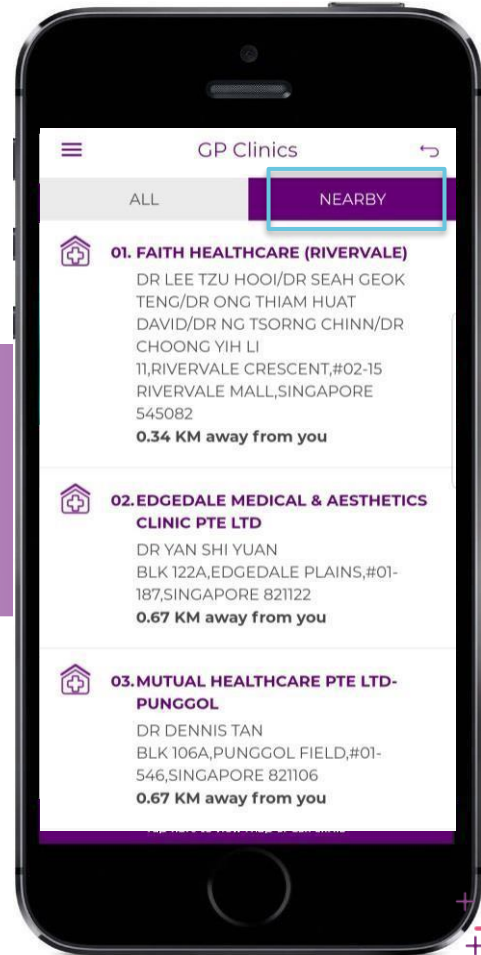 GP Clinics
ALL
NEARBY
01. FAITH HEALTHCARE (RIVERVALE)
DR LEE TZU HOOI/DR SEAH GEOK
TENG/DR ONG THIAM HUAT
DAVID/DR NG TSORNG CHINN/DR
CHOONG YIH LI
11,RIVERVALE CRESCENT,#02-15
RIVERVALE MALL,SINGAPORE
545082
0.34 KM away from you
02.EDGEDALE MEDICAL & AESTHETICS
CLINIC PTE LTD
DR YAN SHI YUAN
BLK 122A,EDGEDALE PLAINS,#01-
187,SINGAPORE 821122
0.67 KM away from you
03.MUTUAL HEALTHCARE PTE LTD-
PUNGGOL
DR DENNIS TAN
BLK 106A,PUNGGOL FIELD,#01-
546,SINGAPORE 821106
0.67 KM away from you